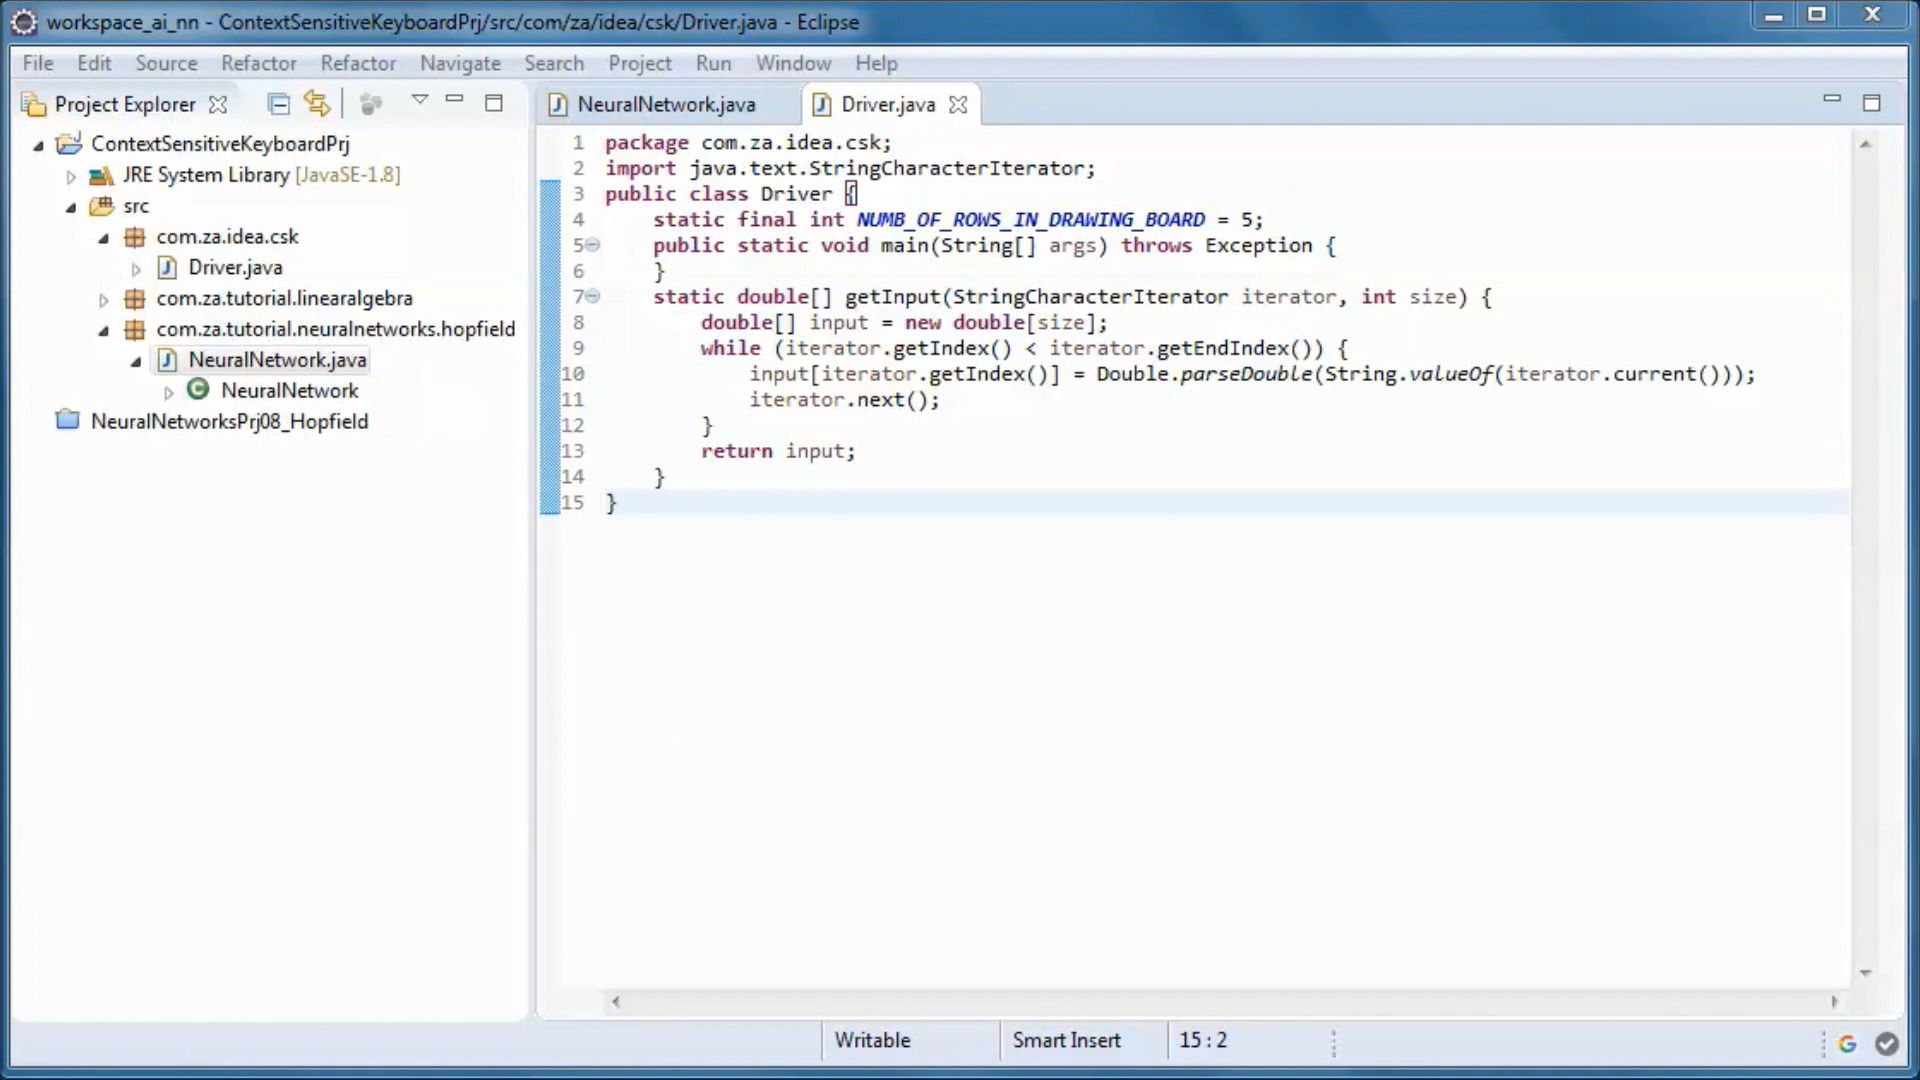 workspace_ai_nn - ContextSensitiveKeyboardPrj/src/com/za/idea/csk/Driver.java - Eclipse
File Edit Source Refactor Refactor Navigate Search Project Run Window Help
Project Explorer
ContextSensitiveKeyboardPrj
JRE System Library [JavaSE-1.8]
src
com.za.idea.csk
Driver.java
com.za.tutorial.linearalgebra
com.za.tutorial.neuralnetworks.hopfield
NeuralNetwork.java
NeuralNetwork
NeuralNetworksPrj08_Hopfield
NeuralNetwork.java Driver.java
1 package com.za.idea.csk;
2 import java.text.StringCharacterIterator;
3 public class Driver {
4 static final int NUMB_OF_ROWS_IN_DRAWING_BOARD = 5;
5 public static void main(String[] args) throws Exception {
6 }
7 static double[] getInput(StringCharacterIterator iterator, int size) {
8 double[] input = new double[size];
9 while (iterator.getIndex() < iterator.getEndIndex()) {
10 input[iterator.getIndex()] = Double.parseDouble(String.valueOf(iterator.current()));
11 iterator.next();
12 }
13 return input;
14 }
15 }
Writable Smart Insert 15 : 2